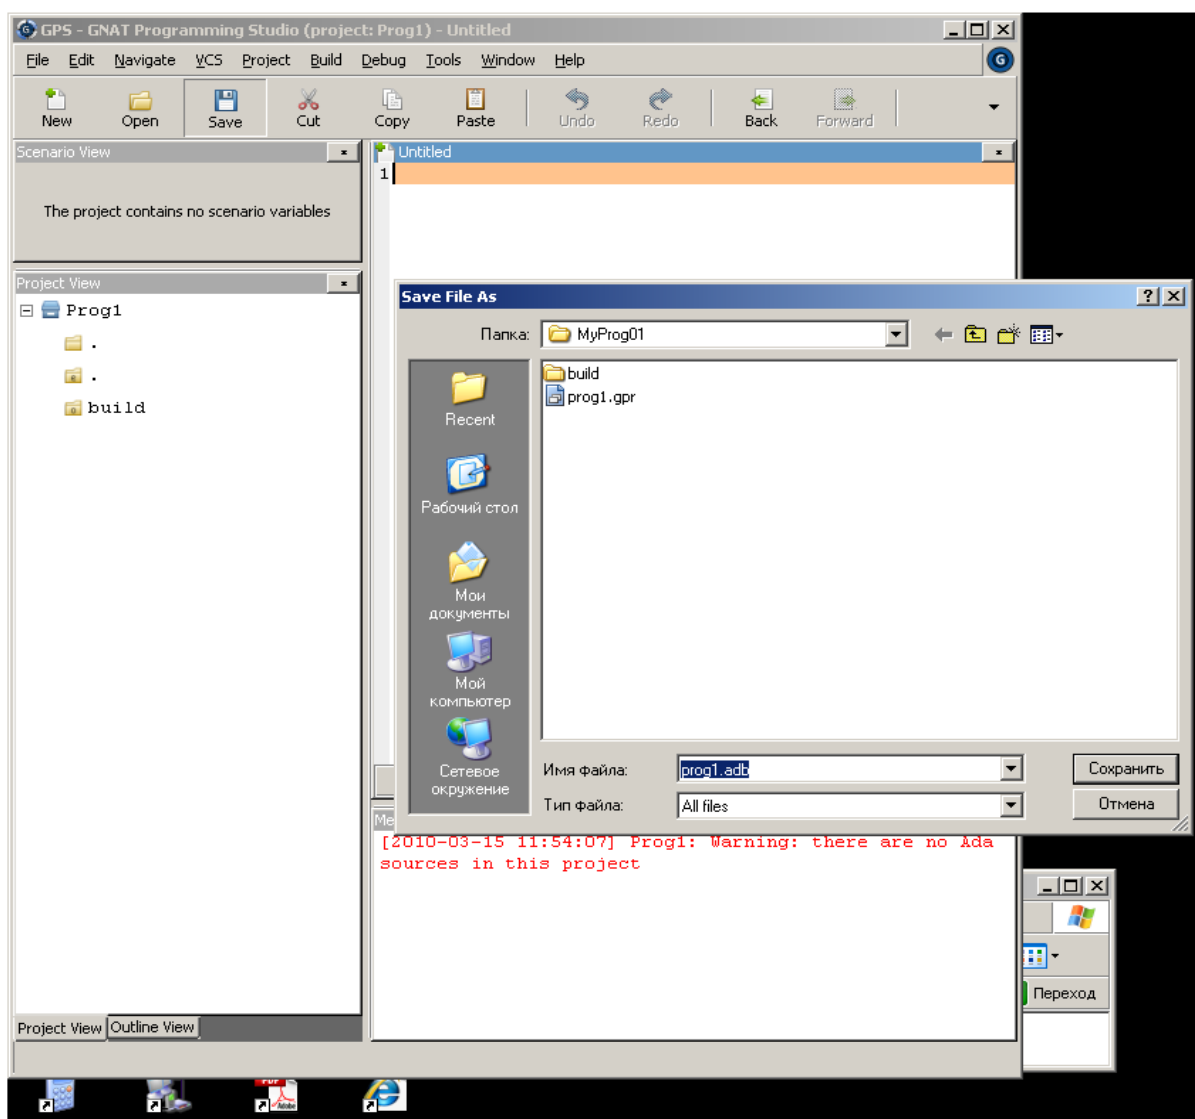 GPS - GNAT Programming Studio (project: Prog1) - Untitled
File Edit Navigate VCS Project Build Debug Tools Window Help
New Open Save Cut Copy Paste Undo Redo Back Forward
Scenario View
The project contains no scenario variables
Project View
Prog1
.
.
build
Project View Outline View
Untitled
1
Save File As
Папка: MyProg01
build
prog1.gpr
Recent
Рабочий стол
Мои
документы
Мой
компьютер
Сетевое
окружение
Имя файла: prog1.adb Сохранить
Тип файла: All files Отмена
Me
[2010-03-15 11:54:07] Prog1: Warning: there are no Ada
sources in this project
Переход
PDF
Adobe